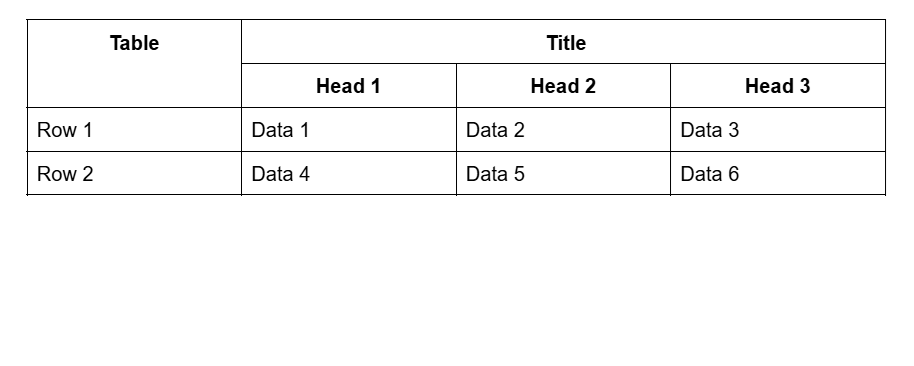 Table Title
Head 1 Head 2 Head 3
Row 1 Data 1 Data 2 Data 3
Row 2 Data 4 Data 5 Data 6